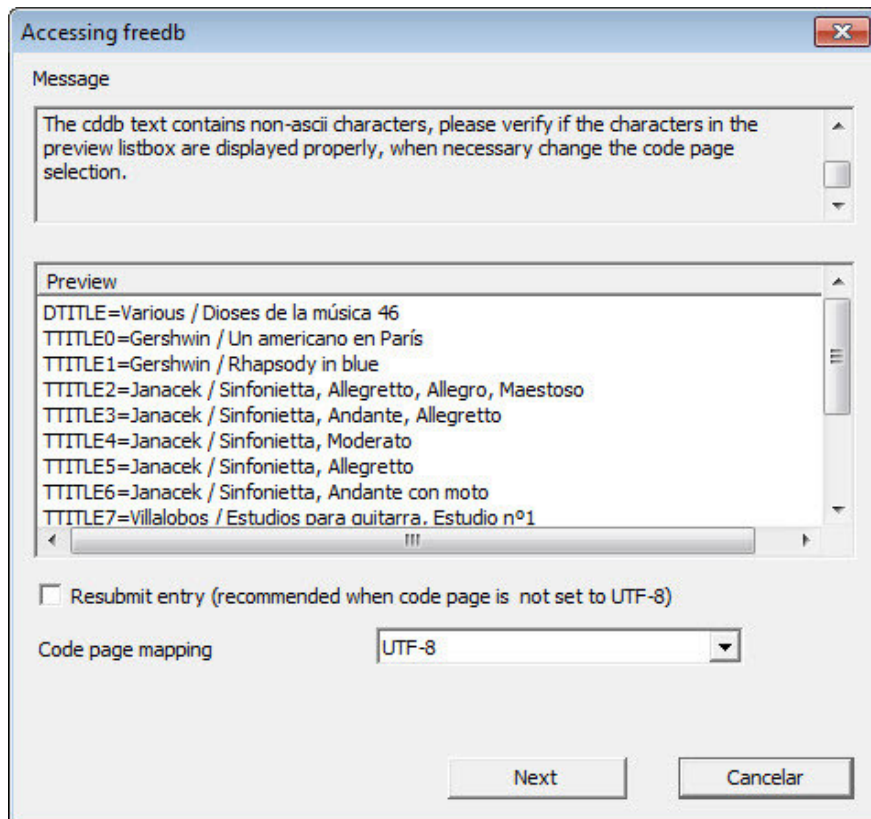 Accessing freedb
Message
The cddb text contains non-ascii characters, please verify if the characters in the
preview listbox are displayed properly, when necessary change the code page
selection.
Preview
DTITLE=Various / Dioses de la música 46
TTITLE0=Gershwin / Un americano en París
TTITLE1=Gershwin / Rhapsody in blue
TTITLE2=Janacek / Sinfonietta, Allegretto, Allegro, Maestoso
TTITLE3=Janacek / Sinfonietta, Andante, Allegretto
TTITLE4=Janacek / Sinfonietta, Moderato
TTITLE5=Janacek / Sinfonietta, Allegretto
TTITLE6=Janacek / Sinfonietta, Andante con moto
TTITLE7=Villalobos / Estudios para guitarra, Estudio nº1
Resubmit entry (recommended when code page is  not set to UTF-8)
Code page mapping
UTF-8
Next
Cancelar